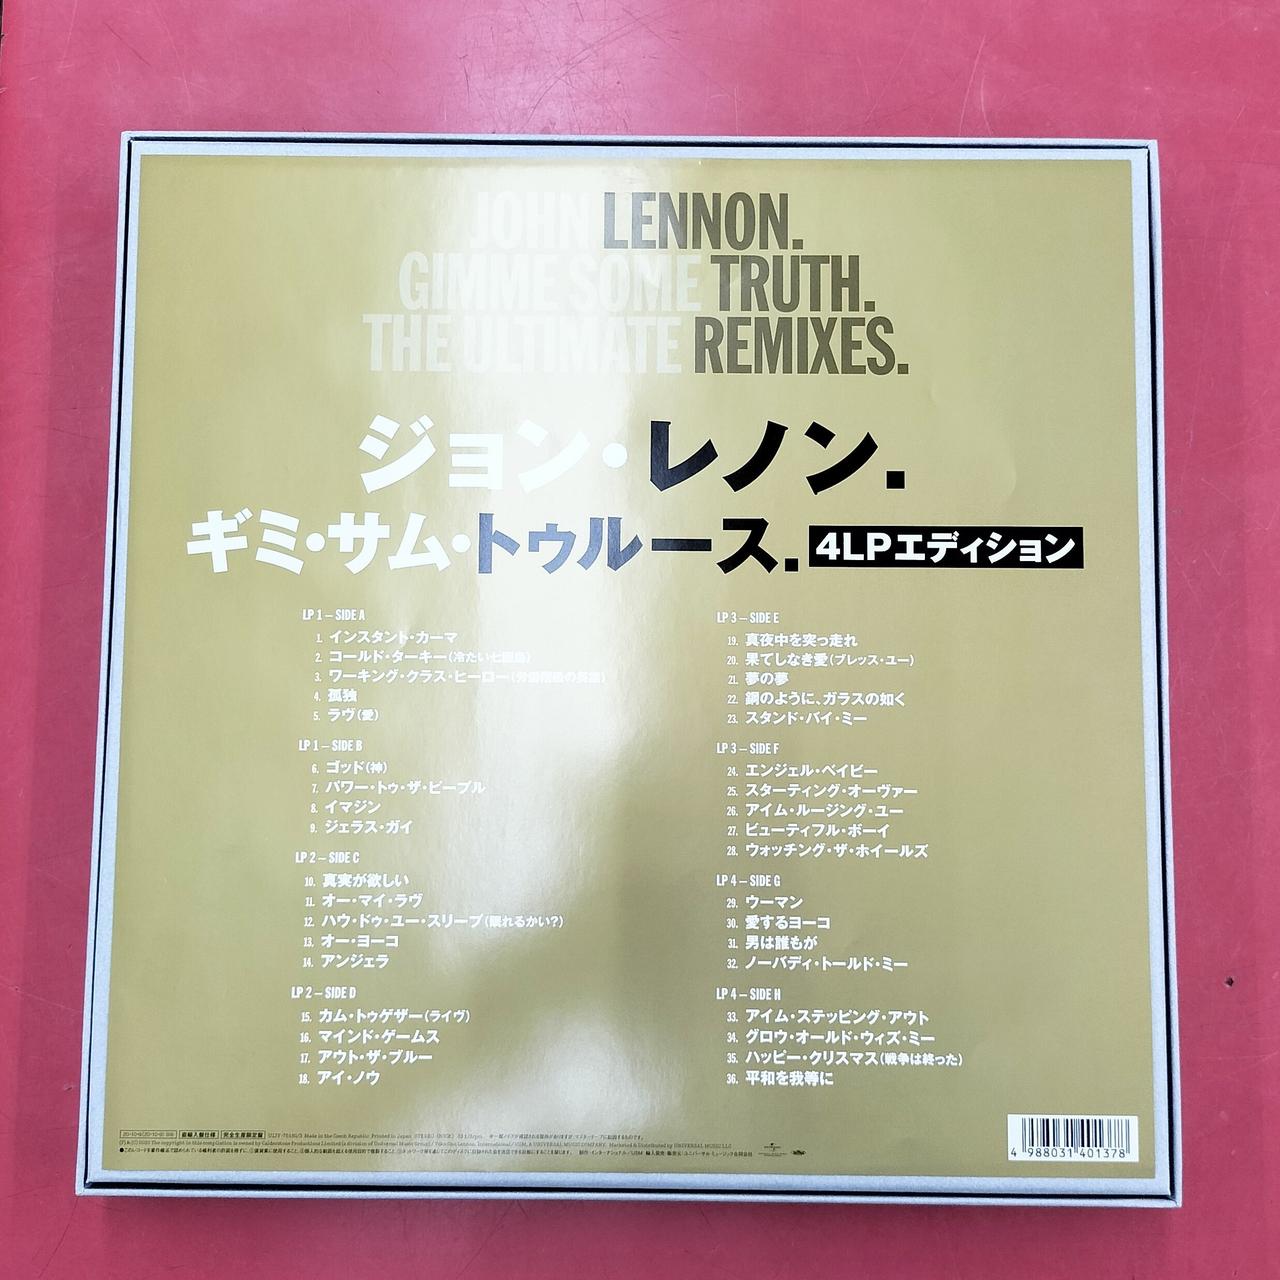 JOHN LENNON.
GIMME SOME TRUTH.
THE ULTIMATE REMIXES.
ジョン・レノン.
ギミ・サム・トゥルース. 4LPエディション
LP 1 – SIDE A
1. インスタント・カーマ
2. コールド・ターキー(冷たい七面鳥)
3. ワーキング・クラス・ヒーロー(労働階級の英雄)
4. 孤独
5. ラヴ(愛)
LP 1 – SIDE B
6. ゴッド(神)
7. パワー・トゥ・ザ・ピープル
8. イマジン
9. ジェラス・ガイ
LP 2 – SIDE C
10. 真実が欲しい
11. オー・マイ・ラヴ
12. ハウ・ドゥ・ユー・スリープ(眠れるかい?)
13. オー・ヨーコ
14. アンジェラ
LP 2 – SIDE D
15. カム・トゥゲザー(ライヴ)
16. マインド・ゲームス
17. アウト・ザ・ブルー
18. アイ・ノウ
LP 3 – SIDE E
19. 真夜中を突っ走れ
20. 果てしなき愛(ブレッス・ユー)
21. 夢の夢
22. 鋼のように、ガラスの如く
23. スタンド・バイ・ミー
LP 3 – SIDE F
24. エンジェル・ベイビー
25. スターティング・オーヴァー
26. アイム・ルージング・ユー
27. ビューティフル・ボーイ
28. ウォッチング・ザ・ホイールズ
LP 4 – SIDE G
29. ウーマン
30. 愛するヨーコ
31. 男は誰もが
32. ノーバディ・トールド・ミー
LP 4 – SIDE H
33. アイム・ステッピング・アウト
34. グロウ・オールド・ウィズ・ミー
35. ハッピー・クリスマス(戦争は終った)
36. 平和を我等に
直輸入盤仕様 完全生産限定盤
4 988031 401378